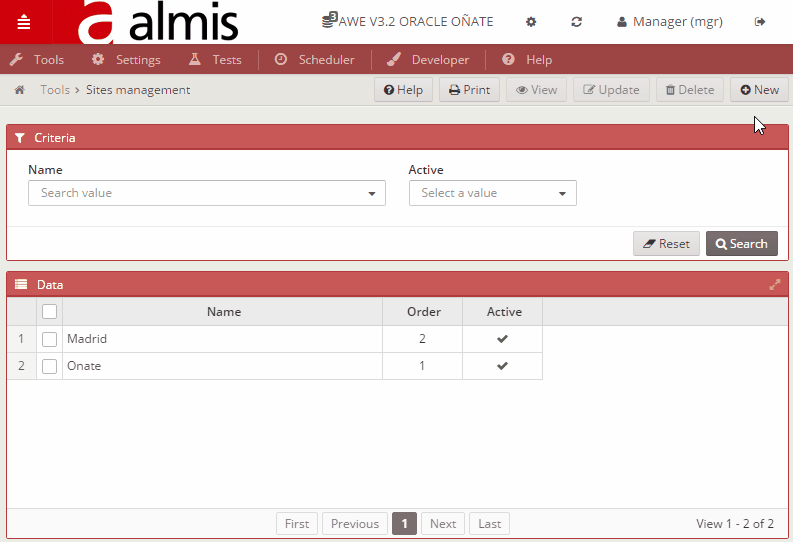 almis
3 AWE V3.2 ORACLE OÑATE Manager (mgr)
Tools Settings Tests Scheduler Developer Help
Tools > Sites management Help Print View Update Delete New
Criteria
Name Active
Search value Select a value
Reset Search
Data
Name Order Active
1 Madrid 2
2 Onate 1
First Previous 1 Next Last View 1 - 2 of 2